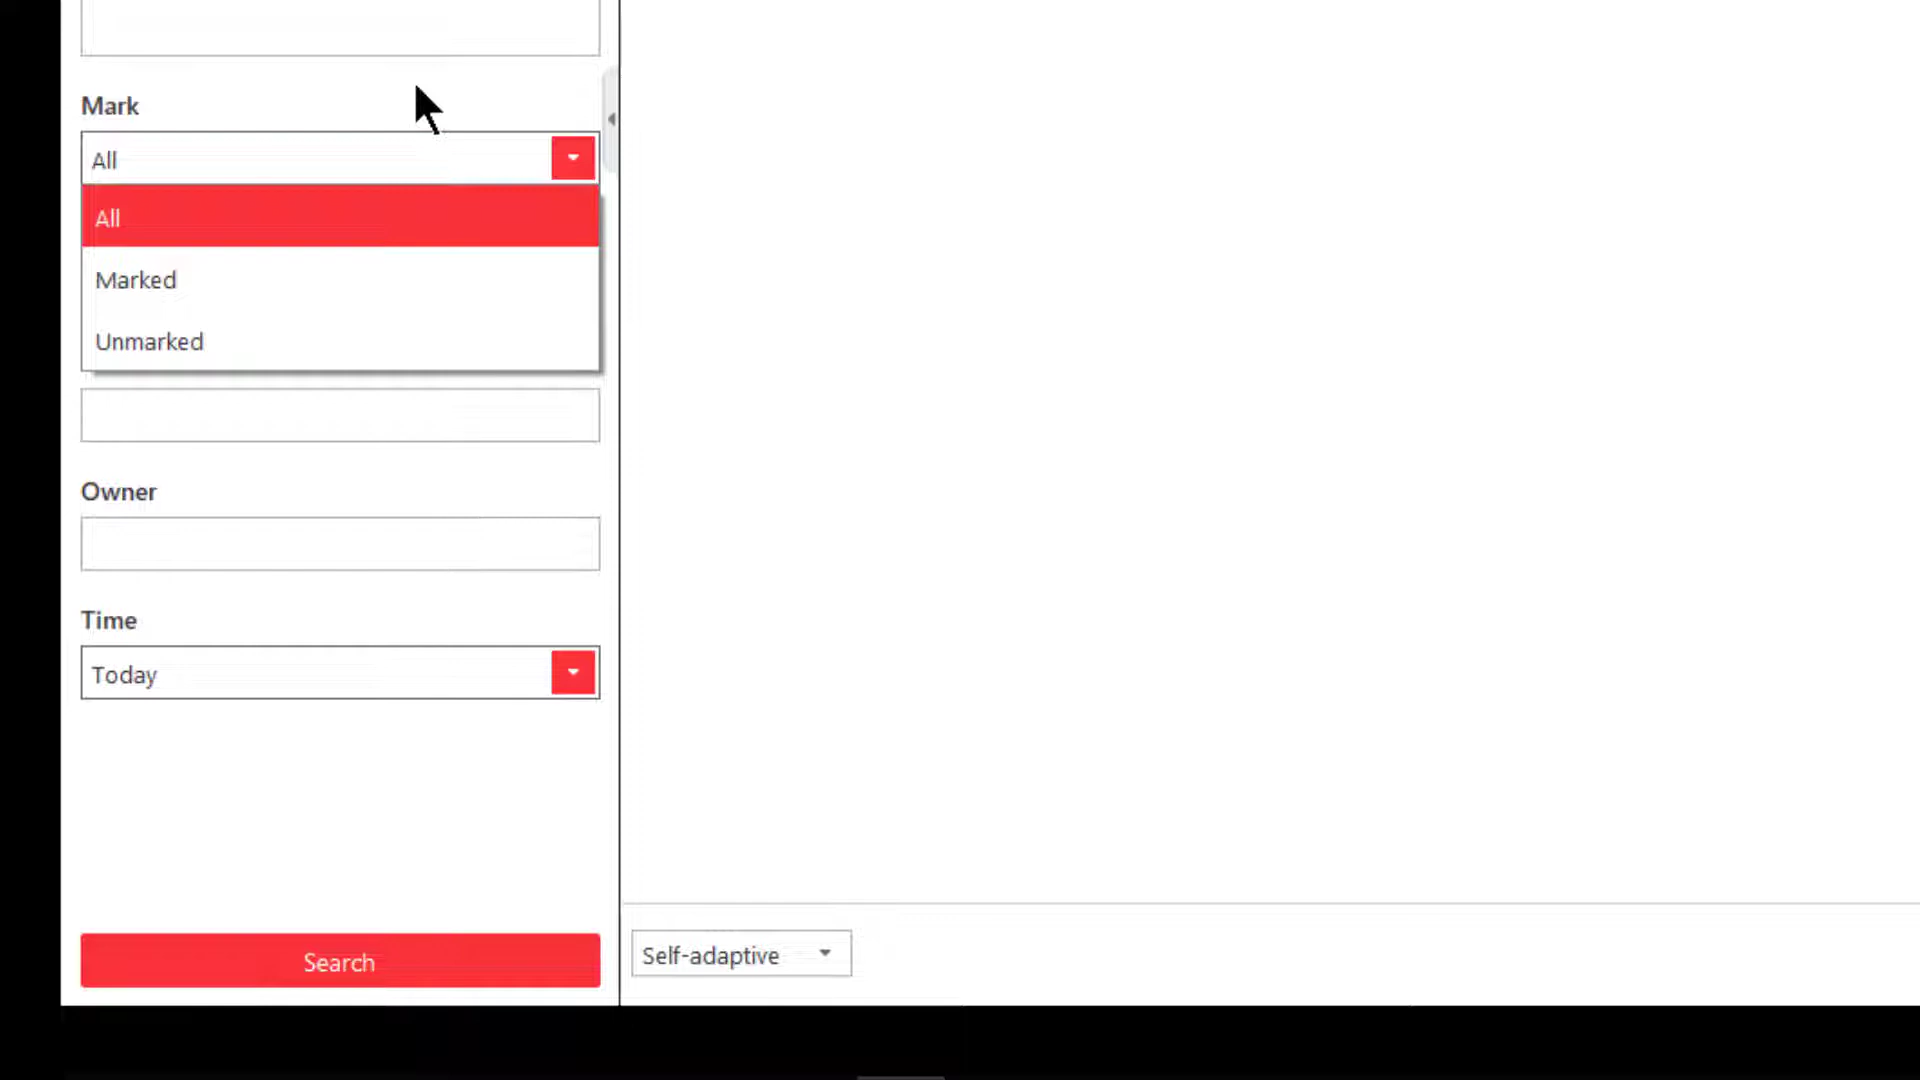 Mark
All
All
Marked
Unmarked
Owner
Time
Today
Search
Self-adaptive